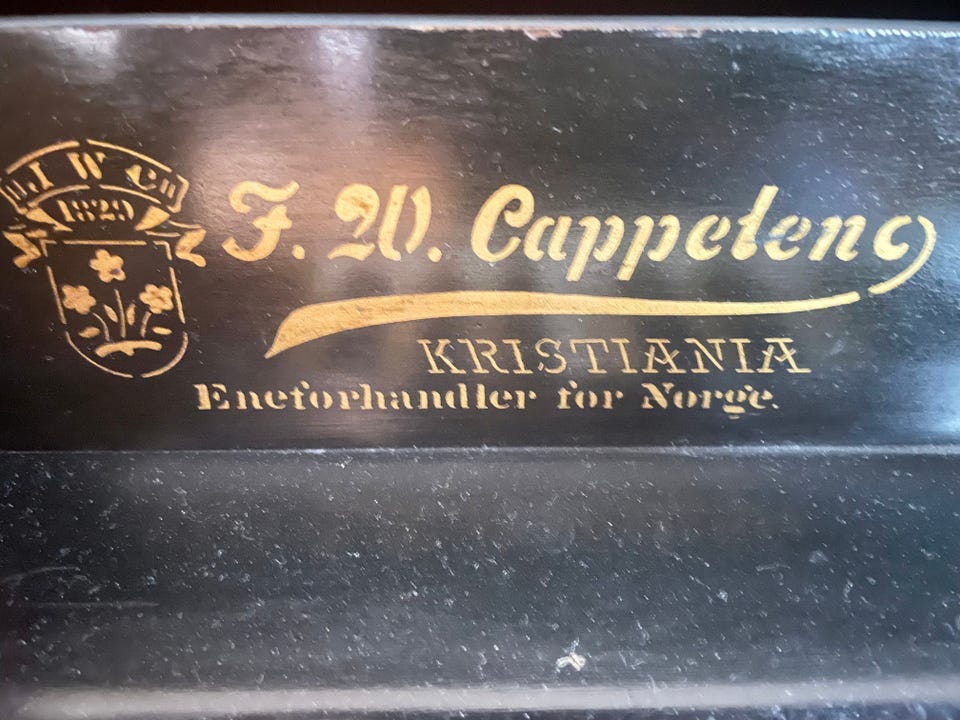 1829
F. W. Cappelen
KRISTIANIA
Eneforhandler for Norge.